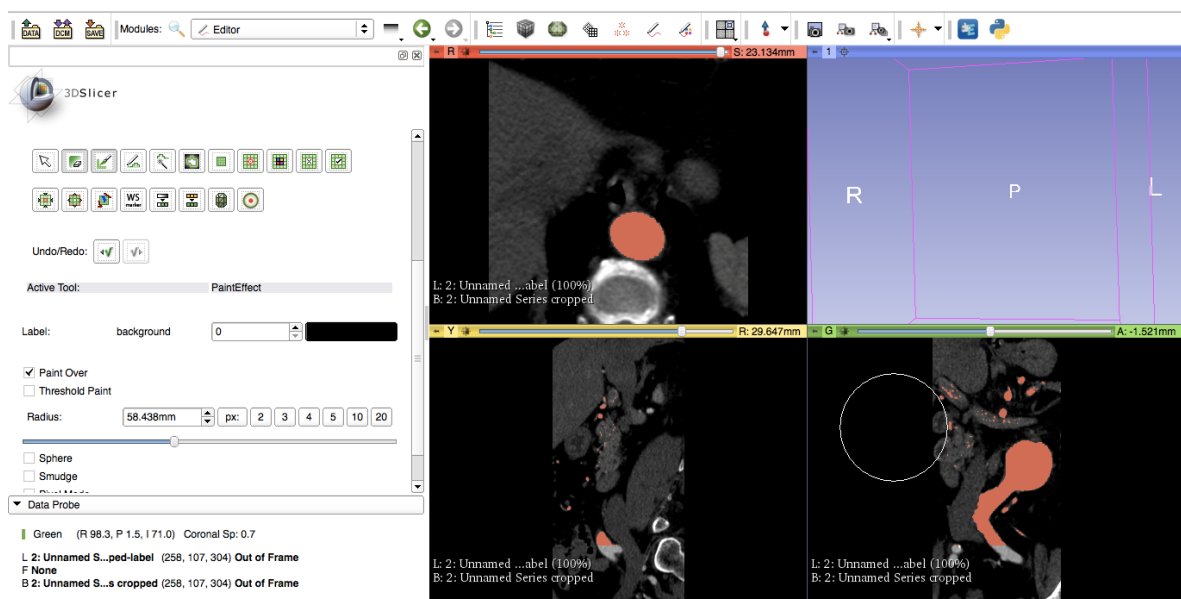 DATA DCM SAVE Modules: Editor
3DSlicer
WS
marker
Undo/Redo:
Active Tool: PaintEffect
Label: background 0
Paint Over
Threshold Paint
Radius: 58.438mm px: 2 3 4 5 10 20
Sphere
Smudge
Pixel Mode
Data Probe
Green (R 98.3, P 1.5, I 71.0) Coronal Sp: 0.7
L 2: Unnamed S...ped-label (258, 107, 304) Out of Frame
F None
B 2: Unnamed S...s cropped (258, 107, 304) Out of Frame
R S: 23.134mm
L: 2: Unnamed ...abel (100%)
B: 2: Unnamed Series cropped
1
R P L
Y R: 29.647mm
L: 2: Unnamed ...abel (100%)
B: 2: Unnamed Series cropped
G A: -1.521mm
L: 2: Unnamed ...abel (100%)
B: 2: Unnamed Series cropped